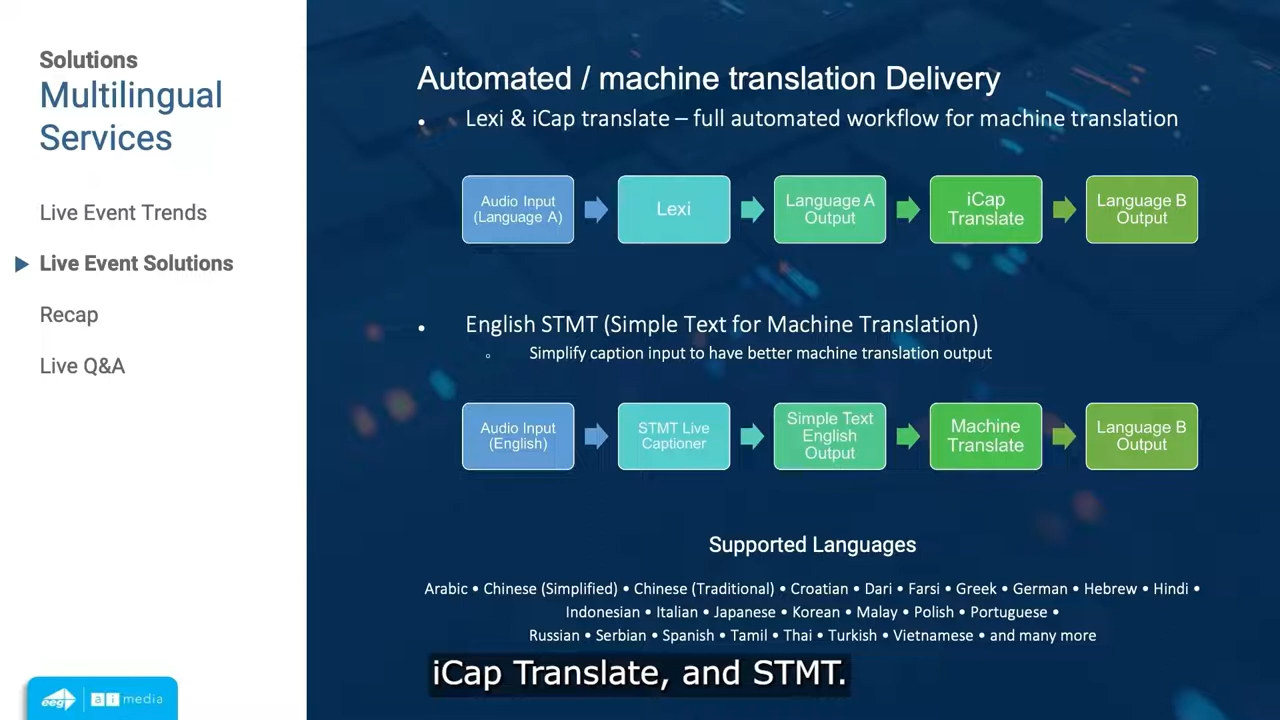 Solutions
Multilingual
Services
Live Event Trends
Live Event Solutions
Recap
Live Q&A
eeg
ai media
Automated / machine translation Delivery
• Lexi & iCap translate – full automated workflow for machine translation
Audio Input
(Language A)
Lexi
Language A
Output
iCap
Translate
Language B
Output
• English STMT (Simple Text for Machine Translation)
◦ Simplify caption input to have better machine translation output
Audio Input
(English)
STMT Live
Captioner
Simple Text
English
Output
Machine
Translate
Language B
Output
Supported Languages
Arabic • Chinese (Simplified) • Chinese (Traditional) • Croatian • Dari • Farsi • Greek • German • Hebrew • Hindi •
Indonesian • Italian • Japanese • Korean • Malay • Polish • Portuguese •
Russian • Serbian • Spanish • Tamil • Thai • Turkish • Vietnamese • and many more
iCap Translate, and STMT.